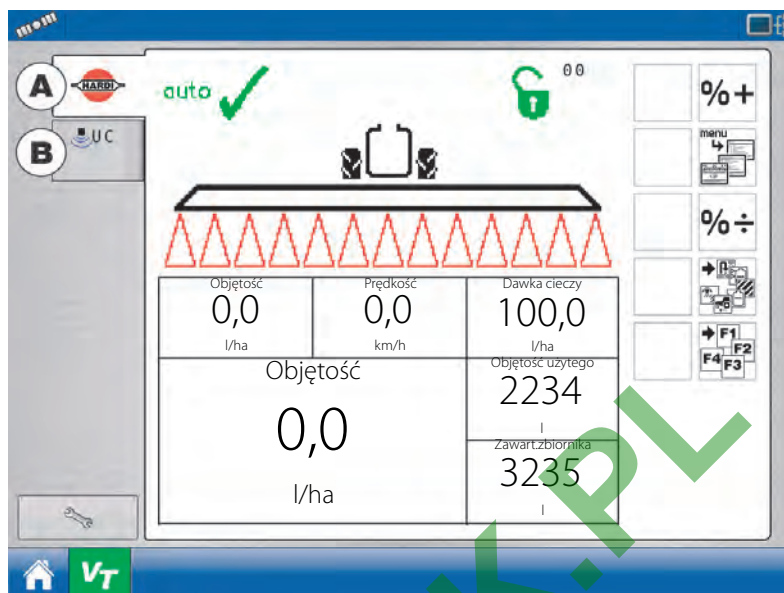 A
HARDI
B
UC
auto
00
%+
menu
%÷
F1
F2
F4
F3
Objętość
0,0
l/ha
Prędkość
0,0
km/h
Dawka cieczy
100,0
l/ha
Objętość
0,0
l/ha
Objętość użytego
2234
l
Zawart.zbiornika
3235
l
VT
K.PL